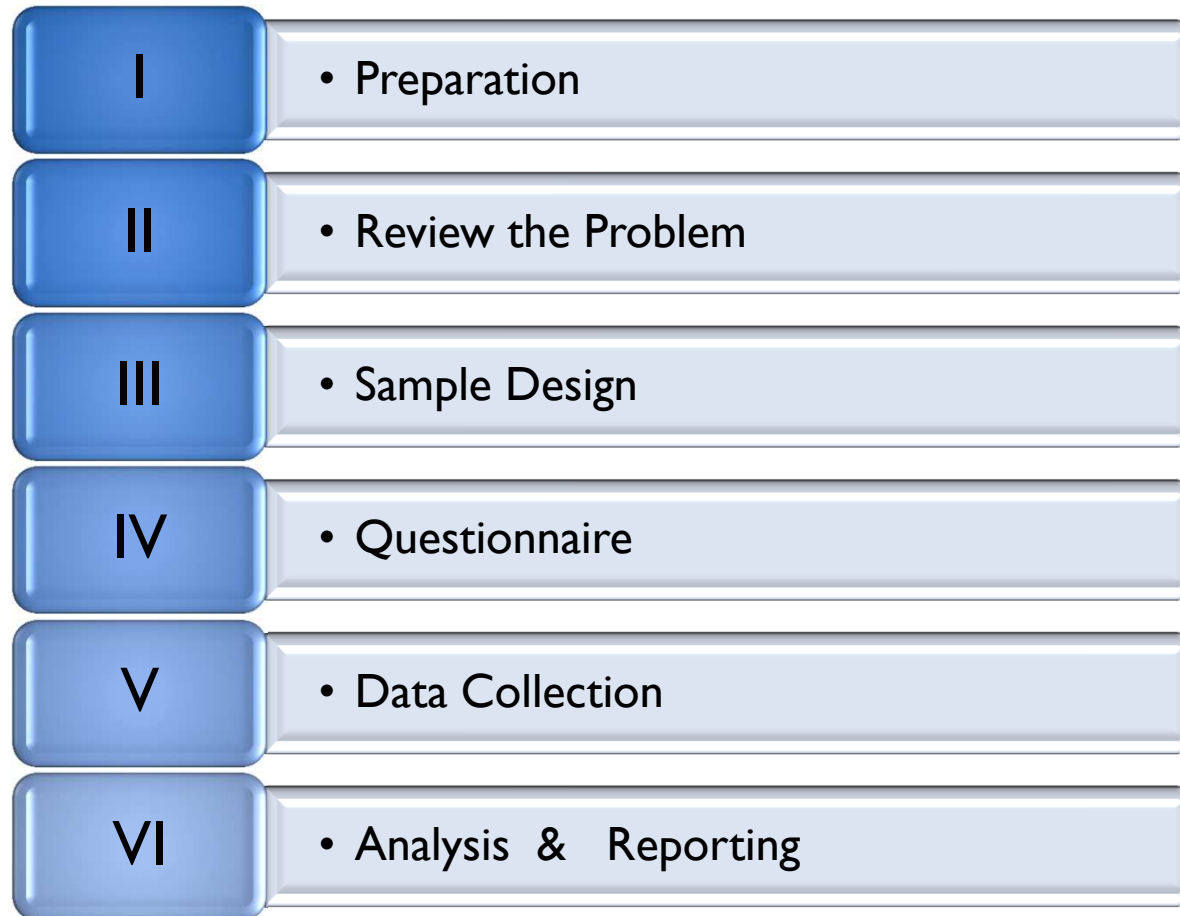 I
• Preparation
II
• Review the Problem
III
• Sample Design
IV
• Questionnaire
V
• Data Collection
VI
• Analysis & Reporting